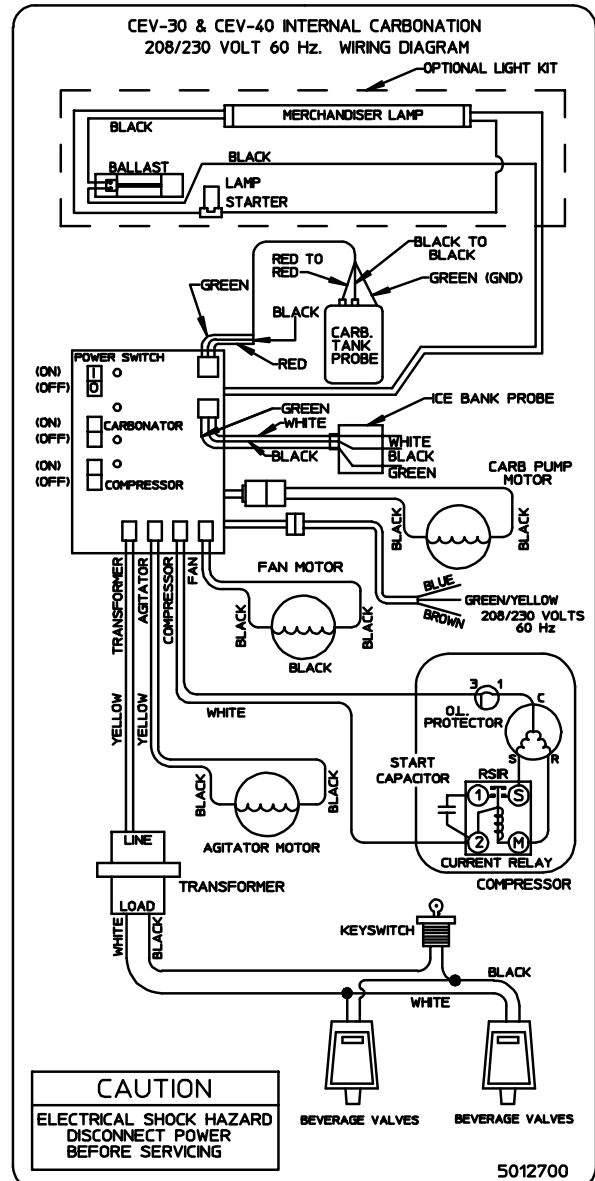 CEV-30 & CEV-40 INTERNAL CARBONATION
208/230 VOLT 60 Hz. WIRING DIAGRAM
OPTIONAL LIGHT KIT
MERCHANDISER LAMP
BLACK
BALLAST
BLACK
LAMP
STARTER
BLACK TO
BLACK
RED TO
RED
GREEN (GND)
GREEN
BLACK
RED
CARB.
TANK
PROBE
POWER SWITCH
(ON)
(OFF)
I
O
(ON)
(OFF)
CARBONATOR
(ON)
(OFF)
COMPRESSOR
GREEN
WHITE
BLACK
ICE BANK PROBE
WHITE
BLACK
GREEN
CARB PUMP
MOTOR
BLACK
BLACK
TRANSFORMER
AGITATOR
COMPRESSOR
FAN
FAN MOTOR
BLACK
BLACK
BLACK
BLUE
GREEN/YELLOW
BROWN
208/230 VOLTS
60 Hz
YELLOW
YELLOW
WHITE
3
1
C
O.L.
PROTECTOR
S
R
START
CAPACITOR
RSIR
1
S
2
M
CURRENT RELAY
COMPRESSOR
BLACK
BLACK
AGITATOR MOTOR
LINE
TRANSFORMER
LOAD
WHITE
BLACK
KEYSWITCH
BLACK
WHITE
BEVERAGE VALVES
BEVERAGE VALVES
CAUTION
ELECTRICAL SHOCK HAZARD
DISCONNECT POWER
BEFORE SERVICING
5012700